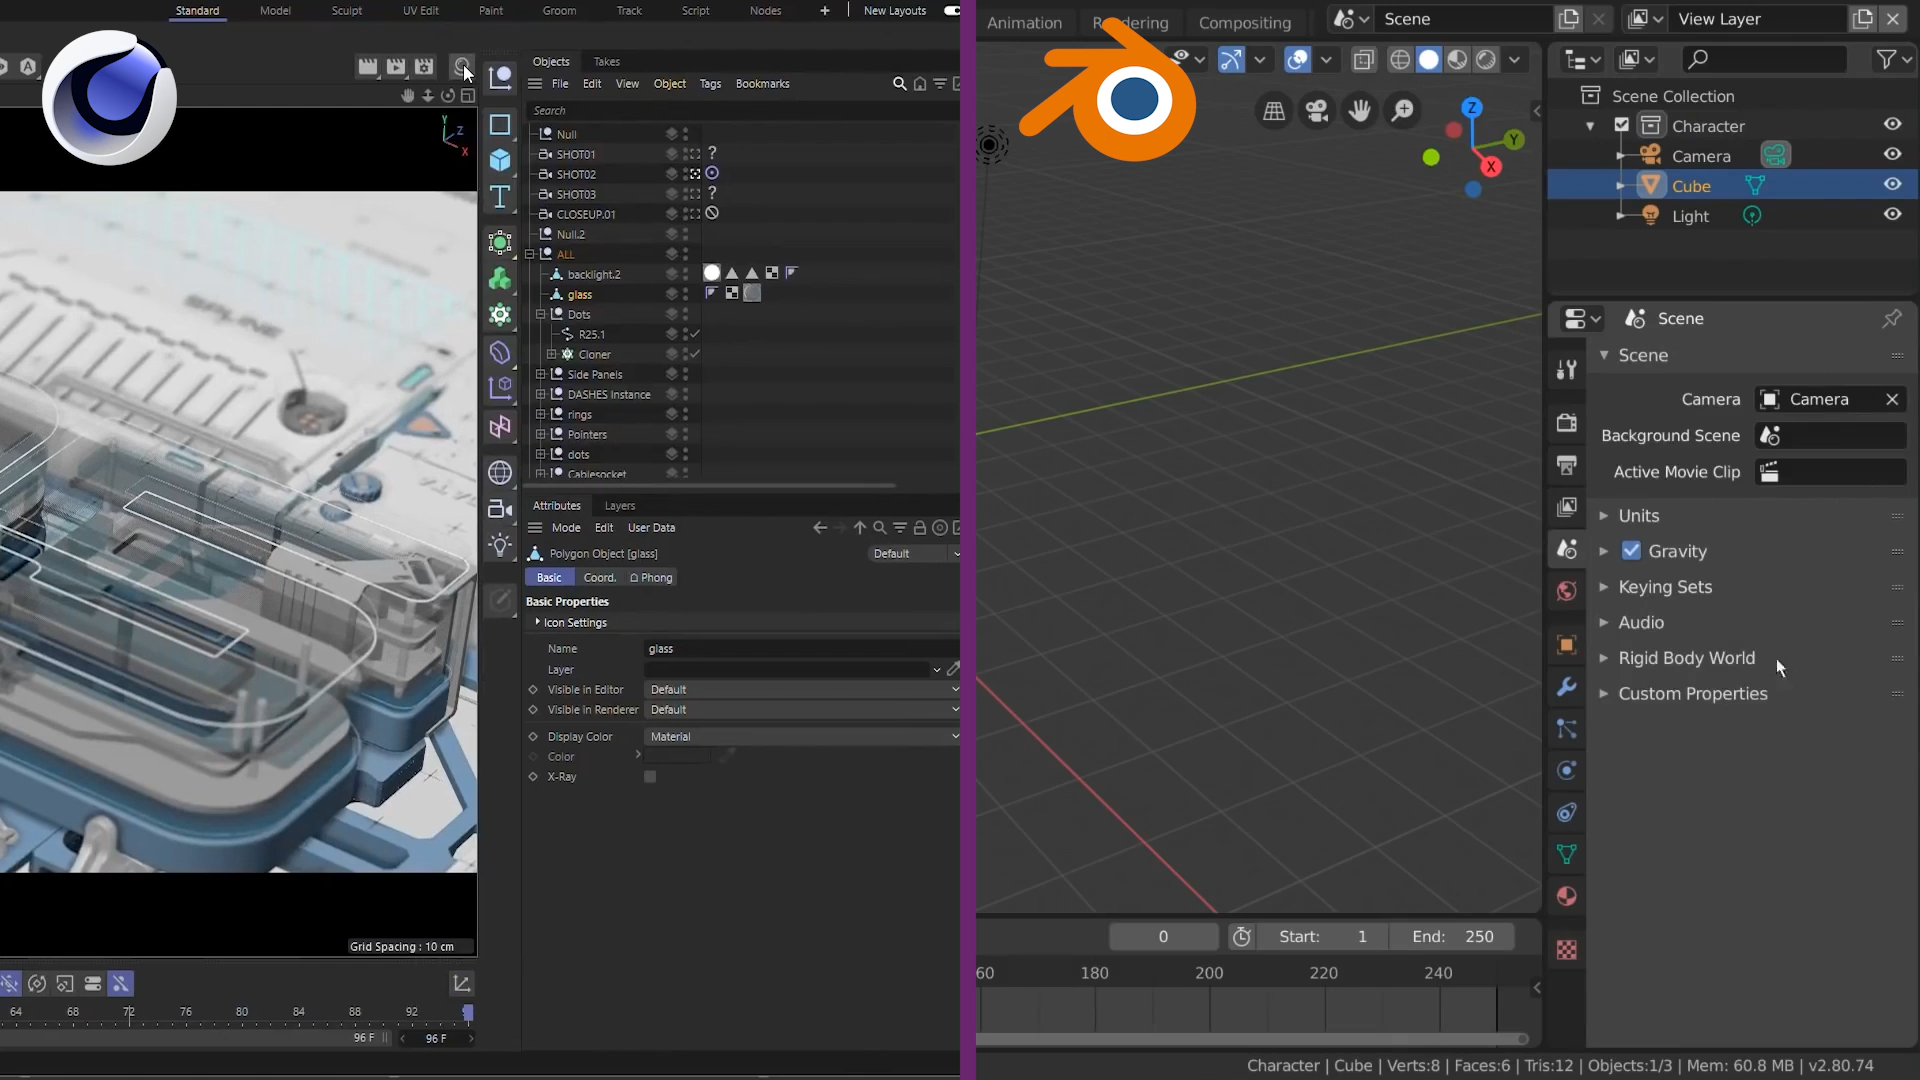 Standard
Model
Sculpt
UV Edit
Paint
Groom
Track
Script
Nodes
+
New Layouts
A
Objects
Takes
File
Edit
View
Object
Tags
Bookmarks
Search
Y
Z
X
Null
SHOT01
?
SHOT02
SHOT03
?
CLOSEUP.01
Null.2
ALL
backlight.2
glass
Dots
R25.1
Cloner
Side Panels
DASHES Instance
rings
Pointers
dots
Cablesocket
Attributes
Layers
Mode
Edit
User Data
Polygon Object [glass]
Default
Basic
Coord.
Phong
Basic Properties
Icon Settings
Name
glass
Layer
Visible in Editor
Default
Visible in Renderer
Default
Display Color
Material
Color
X-Ray
Grid Spacing : 10 cm
64
68
72
76
80
84
88
92
96 F
96 F
Animation
Rendering
Compositing
Scene
View Layer
Z
Y
X
Scene Collection
Character
Camera
Cube
Light
Scene
Scene
Camera
Camera
Background Scene
Active Movie Clip
Units
Gravity
Keying Sets
Audio
Rigid Body World
Custom Properties
0
Start:
1
End:
250
60
180
200
220
240
Character | Cube | Verts:8 | Faces:6 | Tris:12 | Objects:1/3 | Mem: 60.8 MB | v2.80.74